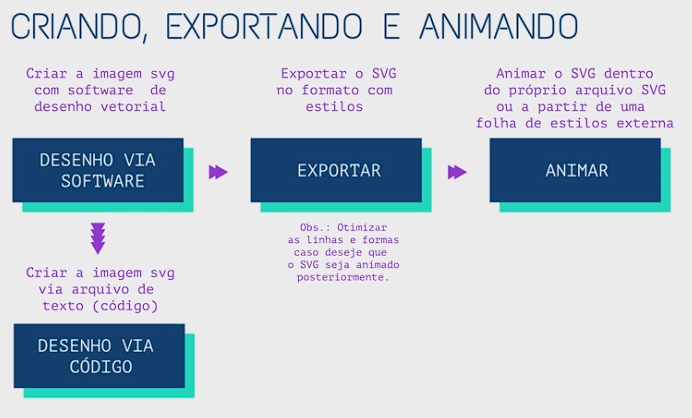 CRIANDO, EXPORTANDO E ANIMANDO
Criar a imagem svg
com software de
desenho vetorial
DESENHO VIA
SOFTWARE
Exportar o SVG
no formato com
estilos
EXPORTAR
Obs.: Otimizar
as linhas e formas
caso deseje que
o SVG seja animado
posteriormente.
Animar o SVG dentro
do próprio arquivo SVG
ou a partir de uma
folha de estilos externa
ANIMAR
Criar a imagem svg
via arquivo de
texto (código)
DESENHO VIA
CÓDIGO